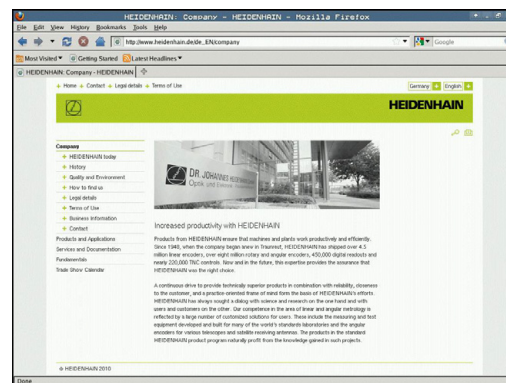 HEIDENHAIN: Company - HEIDENHAIN - Mozilla Firefox
File Edit View History Bookmarks Tools Help
http://www.heidenhain.de/de_EN/company
Google
Most Visited Getting Started Latest Headlines
HEIDENHAIN: Company - HEIDENHAIN
Home Contact Legal details Terms of Use
Germany English
HEIDENHAIN
Company
HEIDENHAIN today
History
Quality and Environment
How to find us
Legal details
Terms of Use
Business Information
Contact
Products and Applications
Services and Documentation
Fundamentals
Trade Show Calendar
DR. JOHANNES HEIDENHAIN
Optik und
Increased productivity with HEIDENHAIN
Products from HEIDENHAIN ensure that machines and plants work productively and efficiently.
Since 1948, when the company began anew in Traunreut, HEIDENHAIN has shipped over 4.5
million linear encoders, over eight million rotary and angular encoders, 450,000 digital readouts and
nearly 220,000 TNC controls. Now and in the future, this expertise provides the assurance that
HEIDENHAIN was the right choice.
A continuous drive to provide technically superior products in combination with reliability, closeness
to the customer, and a practice-oriented frame of mind form the basis of HEIDENHAIN's efforts.
HEIDENHAIN has always sought a dialog with science and research on the one hand and with
users and customers on the other. Our competence in the area of linear and angular metrology is
reflected by a large number of customized solutions for users. These include the measuring and test
equipment developed and built for many of the world's standards laboratories and the angular
encoders for various telescopes and satellite receiving antennas. The products in the standard
HEIDENHAIN product program naturally profit from the knowledge gained in such projects.
© HEIDENHAIN 2010
Done